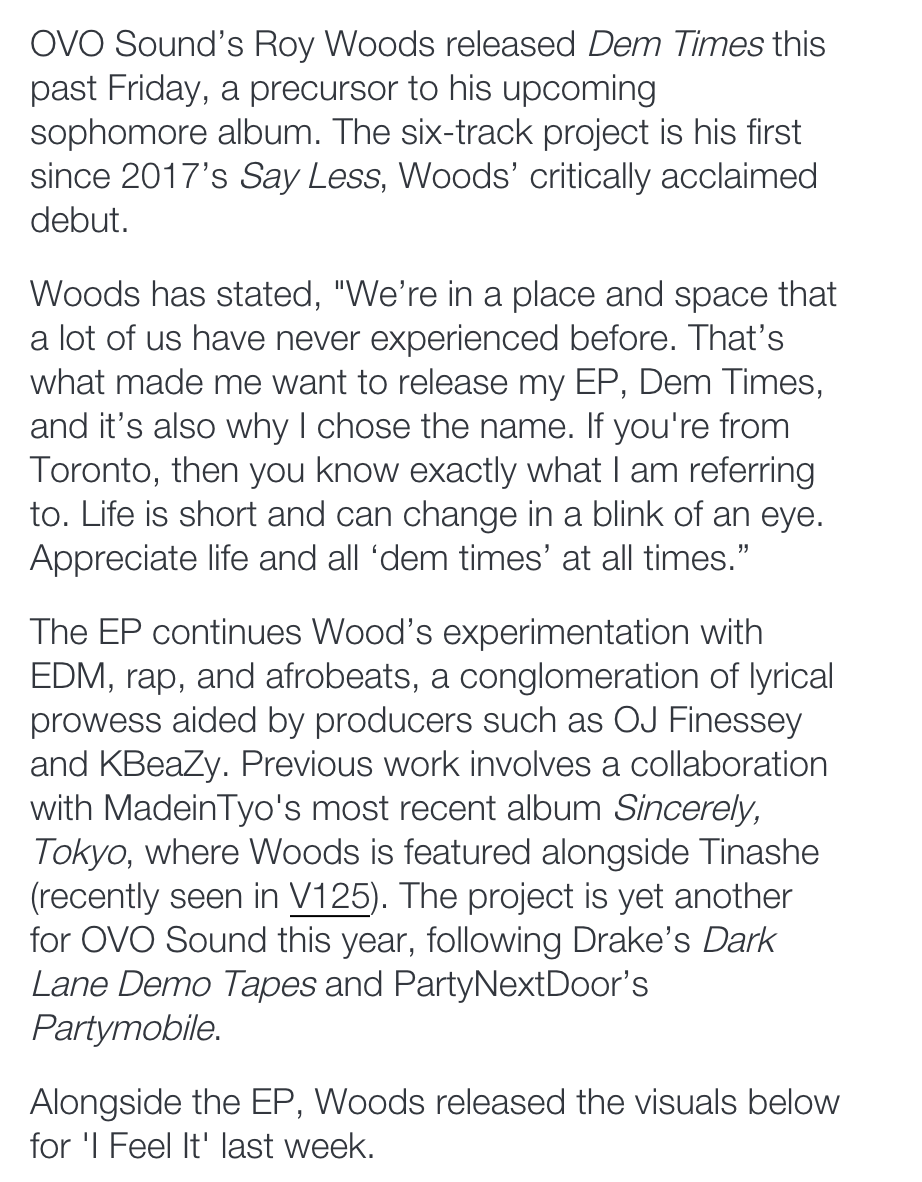 OVO Sound’s Roy Woods released Dem Times this
past Friday, a precursor to his upcoming
sophomore album. The six-track project is his first
since 2017’s Say Less, Woods’ critically acclaimed
debut.
Woods has stated, "We’re in a place and space that
a lot of us have never experienced before. That’s
what made me want to release my EP, Dem Times,
and it’s also why I chose the name. If you're from
Toronto, then you know exactly what I am referring
to. Life is short and can change in a blink of an eye.
Appreciate life and all ‘dem times’ at all times.”
The EP continues Wood’s experimentation with
EDM, rap, and afrobeats, a conglomeration of lyrical
prowess aided by producers such as OJ Finessey
and KBeaZy. Previous work involves a collaboration
with MadeinTyo's most recent album Sincerely,
Tokyo, where Woods is featured alongside Tinashe
(recently seen in V125). The project is yet another
for OVO Sound this year, following Drake’s Dark
Lane Demo Tapes and PartyNextDoor’s
Partymobile.
Alongside the EP, Woods released the visuals below
for 'I Feel It' last week.